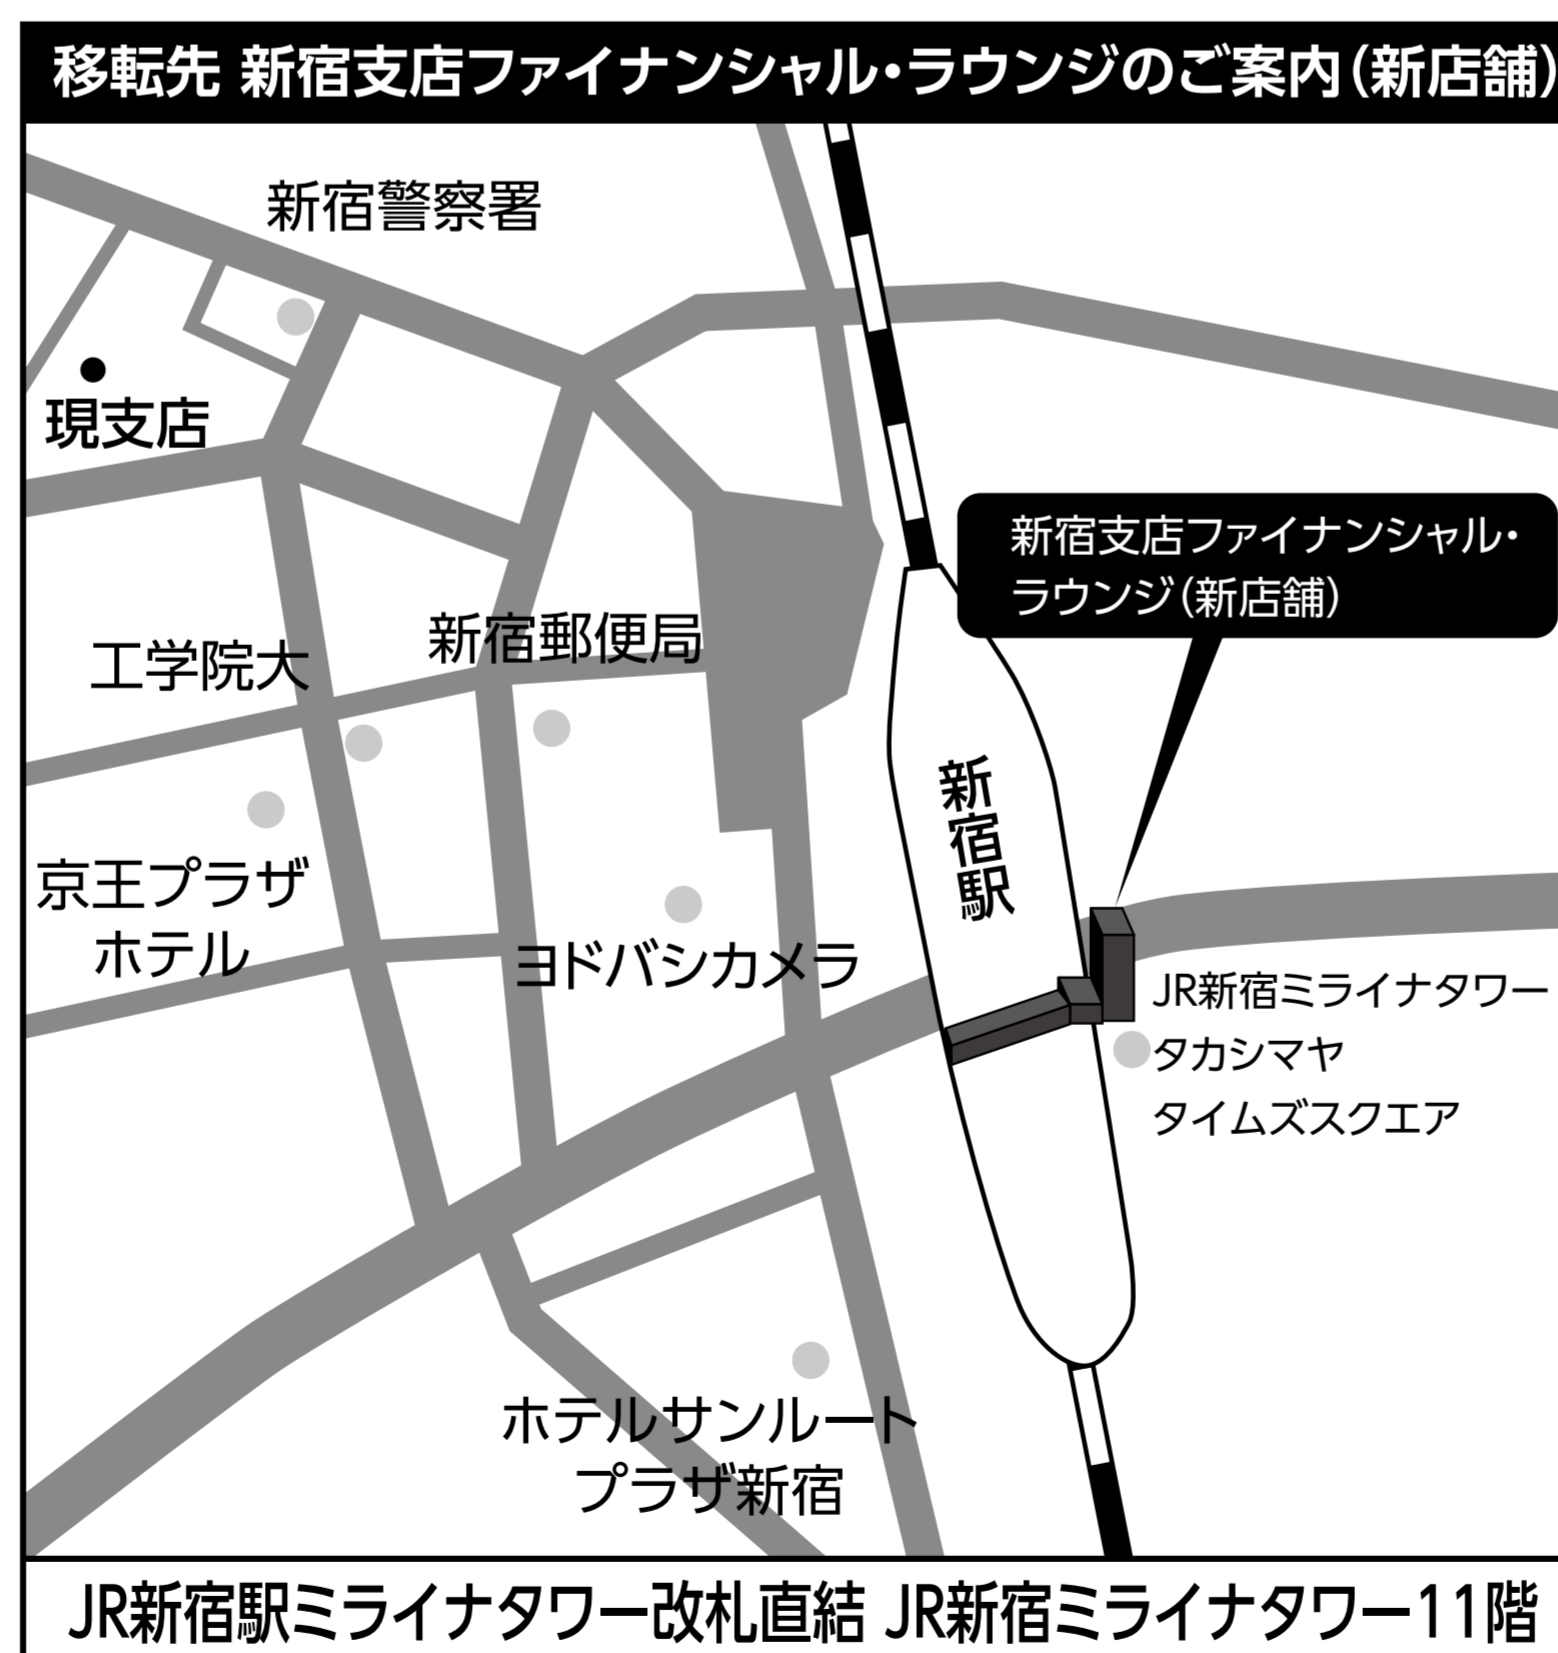 移転先 新宿支店ファイナンシャル・ラウンジのご案内(新店舗)
新宿警察署
現支店
新宿支店ファイナンシャル・
ラウンジ(新店舗)
工学院大
新宿郵便局
新宿駅
京王プラザ
ホテル
ヨドバシカメラ
JR新宿ミライナタワー
タカシマヤ
タイムズスクエア
ホテルサンルート
プラザ新宿
JR新宿駅ミライナタワー改札直結 JR新宿ミライナタワー11階